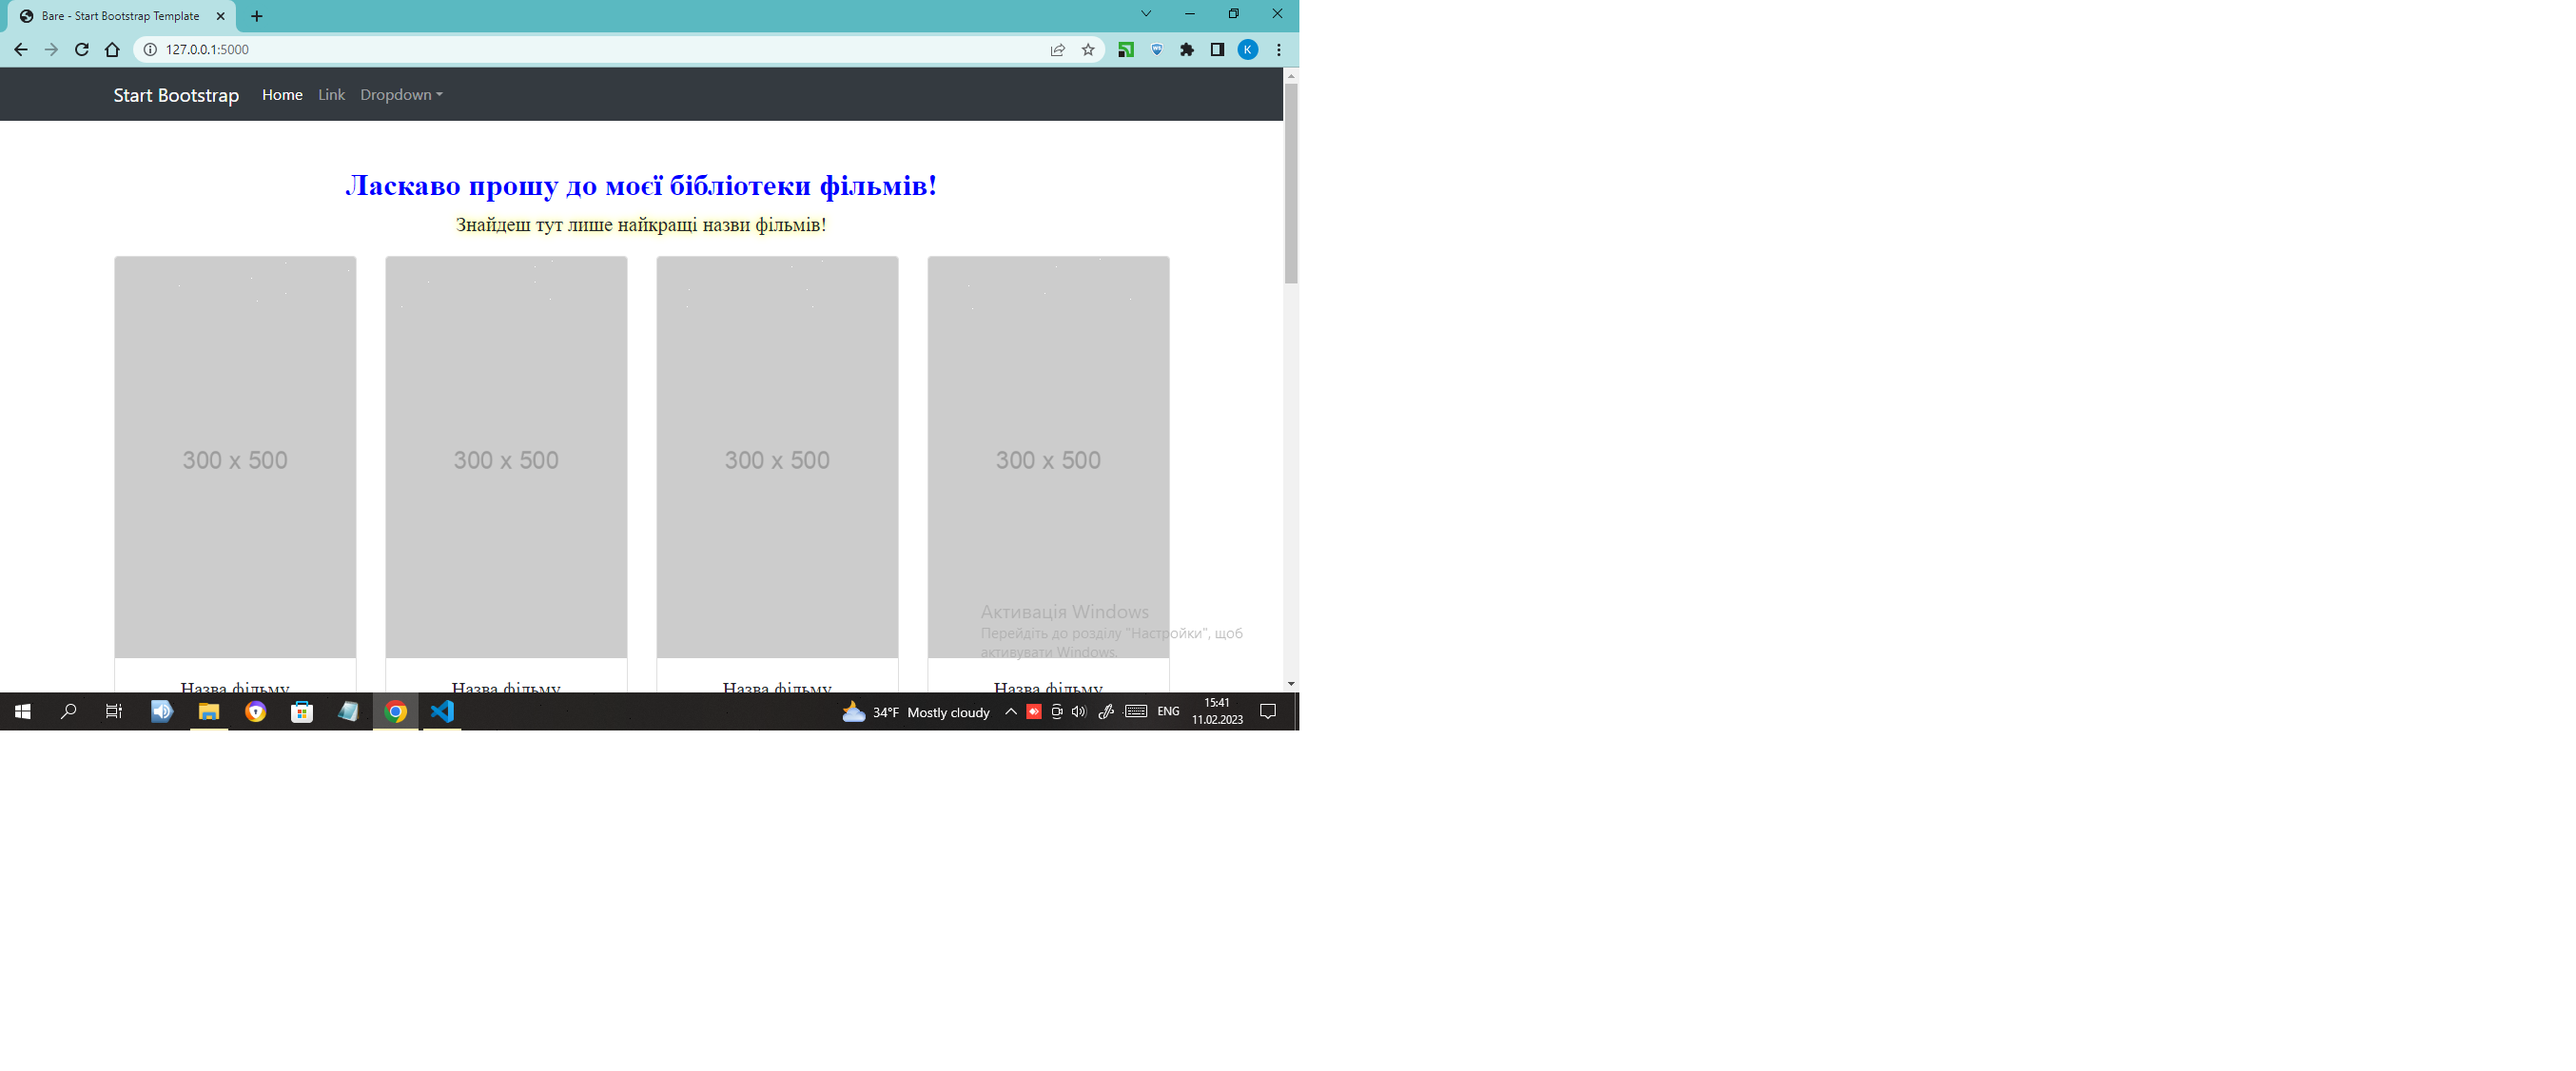 Bare - Start Bootstrap Template
127.0.0.1:5000
K
Start Bootstrap Home Link Dropdown
Ласкаво прошу до моєї бібліотеки фільмів!
Знайдеш тут лише найкращі назви фільмів!
300 x 500 300 x 500 300 x 500 300 x 500
Активація Windows
Перейдіть до розділу "Настройки", щоб
активувати Windows.
Назва фільму Назва фільму Назва фільму Назва фільму
34°F Mostly cloudy ENG
15:41
11.02.2023